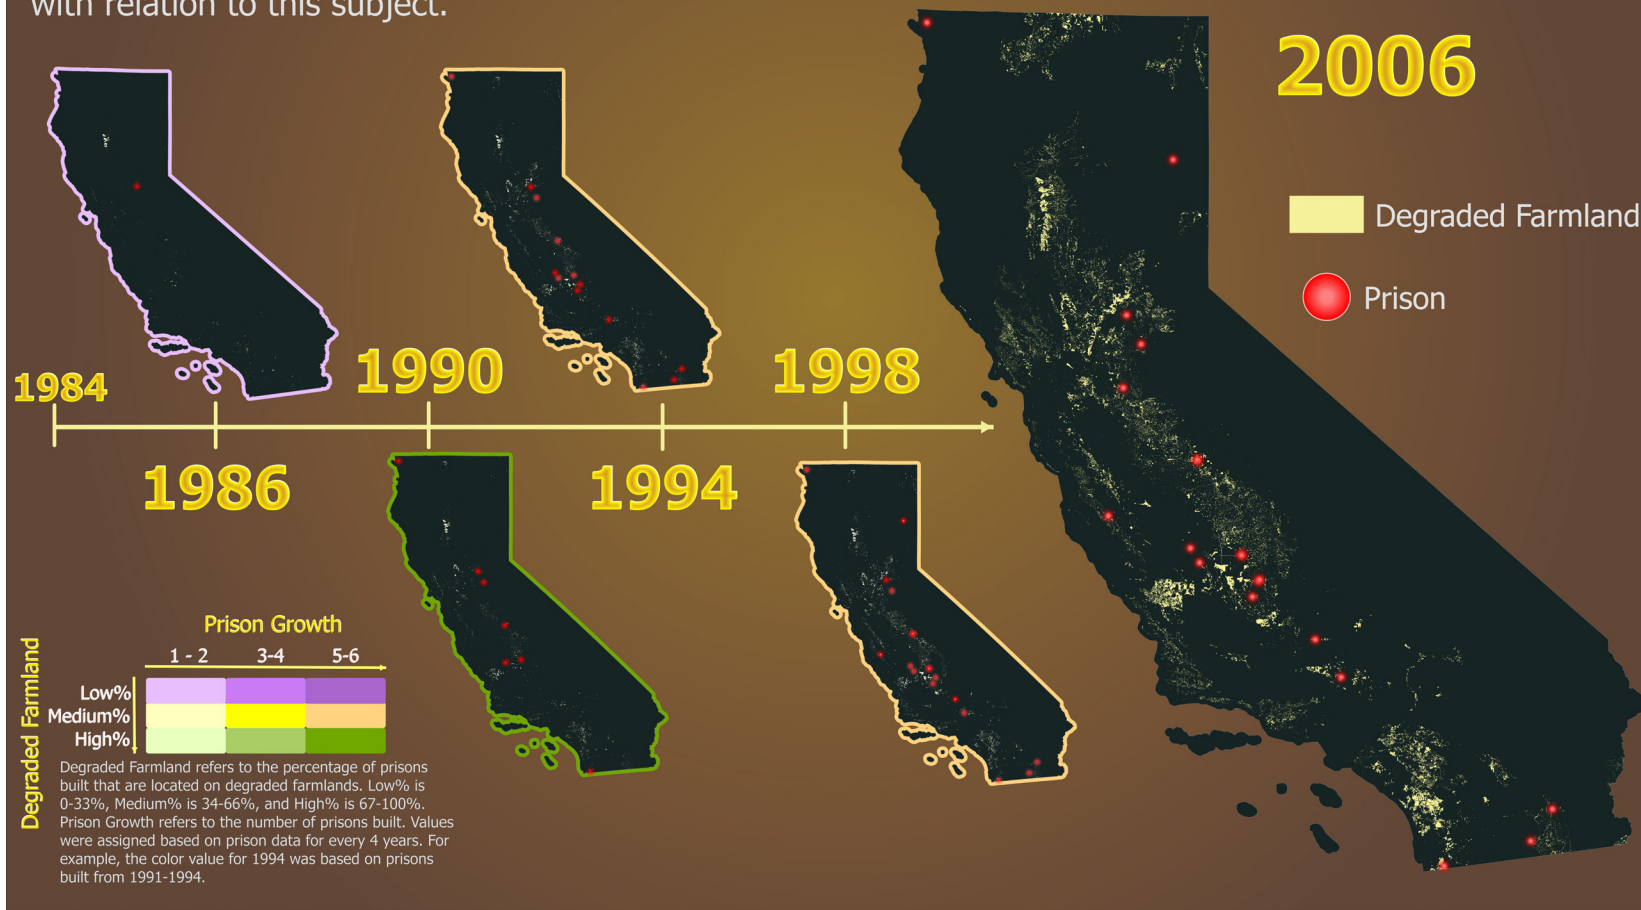 with relation to this subject.
2006
Degraded Farmland
Prison
1984
1986
1990
1994
1998
Prison Growth
1 - 2
3-4
5-6
Degraded Farmland
Low%
Medium%
High%
Degraded Farmland refers to the percentage of prisons
built that are located on degraded farmlands. Low% is
0-33%, Medium% is 34-66%, and High% is 67-100%.
Prison Growth refers to the number of prisons built. Values
were assigned based on prison data for every 4 years. For
example, the color value for 1994 was based on prisons
built from 1991-1994.